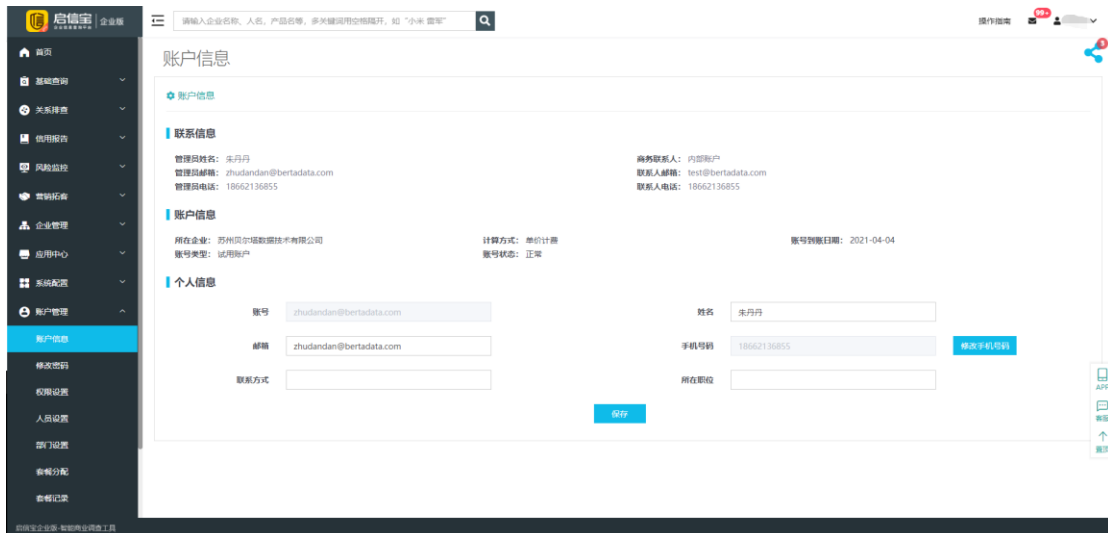 启信宝 企业版
请输入企业名称、人名、产品名等，多关键词用空格隔开，如 "小米 雷军"
操作指南
99+
首页
基础查询
关系排查
信用报告
风险监控
营销拓客
企业管理
应用中心
系统配置
账户管理
账户信息
修改密码
权限设置
人员设置
部门设置
套餐分配
套餐记录
启信宝企业版-智能商业调查工具
账户信息
账户信息
联系信息
管理员姓名： 朱丹丹 商务联系人： 内部账户
管理员邮箱： zhudandan@bertadata.com 联系人邮箱： test@bertadata.com
管理员电话： 18662136855 联系人电话： 18662136855
账户信息
所在企业： 苏州贝尔塔数据技术有限公司 计算方式： 单价计费 账号到账日期： 2021-04-04
账号类型： 试用账户 账号状态： 正常
个人信息
账号 zhudandan@bertadata.com 姓名 朱丹丹
邮箱 zhudandan@bertadata.com 手机号码 18662136855 修改手机号码
联系方式 所在职位
保存
APP
客服
置顶